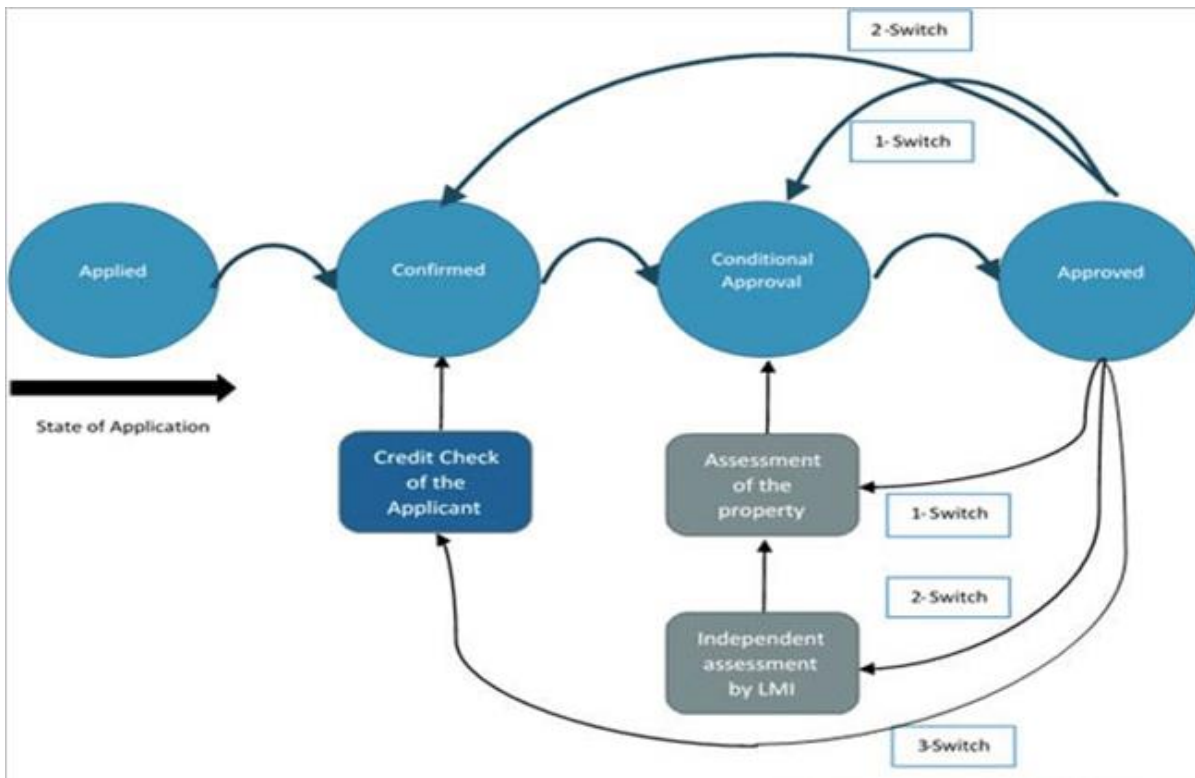 2 -Switch
1- Switch
Applied
Confirmed
Conditional
Approval
Approved
State of Application
Credit Check
of the
Applicant
Assessment
of the
property
1- Switch
Independent
assessment
by LMI
2- Switch
3-Switch